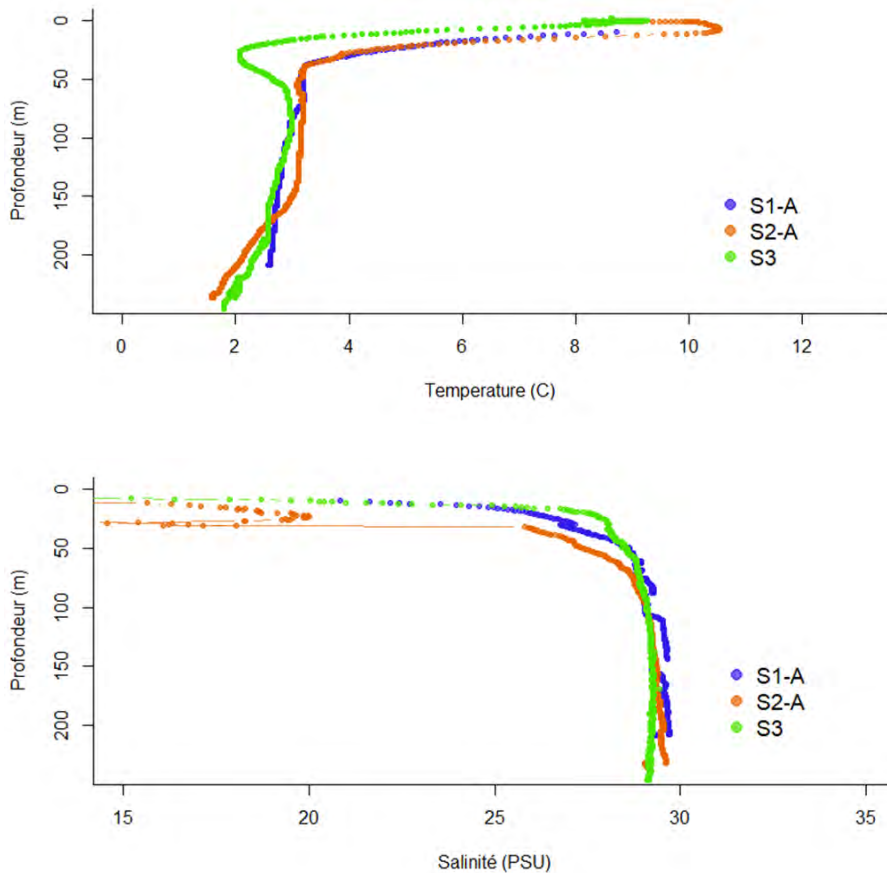 0
50
100
150
200
Profondeur (m)
S1-A
S2-A
S3
0 2 4 6 8 10 12
Temperature (C)
0
50
100
150
200
Profondeur (m)
S1-A
S2-A
S3
15 20 25 30 35
Salinité (PSU)